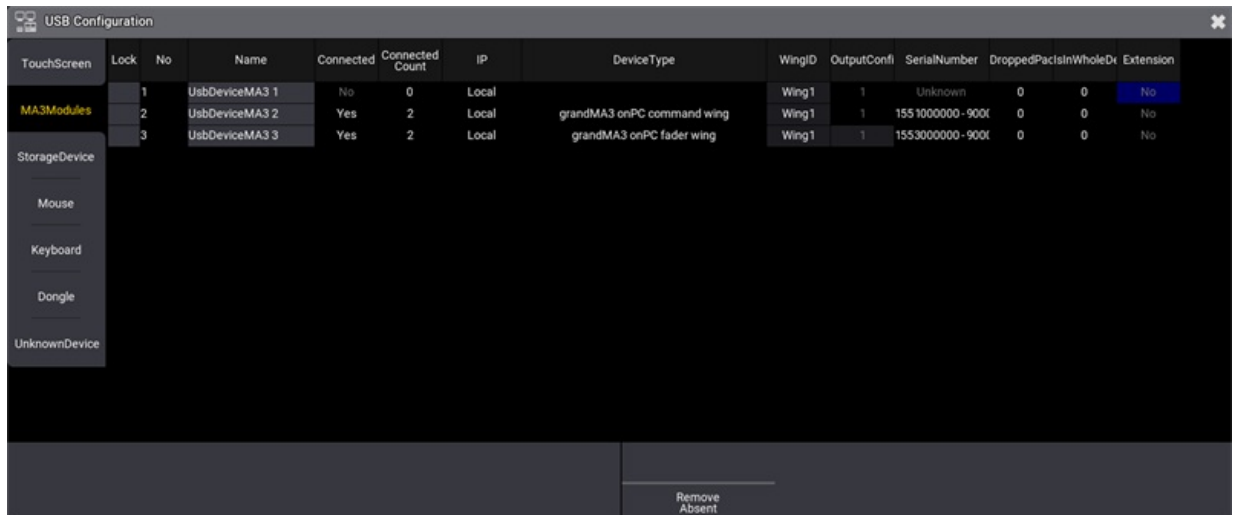 USB Configuration
TouchScreen
MA3Modules
StorageDevice
Mouse
Keyboard
Dongle
UnknownDevice
Lock No Name Connected Connected Count IP DeviceType WingID OutputConfi SerialNumber DroppedPac IsInWholeDe Extension
1 UsbDeviceMA3 1 No 0 Local Wing1 1 Unknown 0 0 No
2 UsbDeviceMA3 2 Yes 2 Local grandMA3 onPC command wing Wing1 1 1551000000-900 0 0 No
3 UsbDeviceMA3 3 Yes 2 Local grandMA3 onPC fader wing Wing1 1 1553000000-900 0 0 No
Remove
Absent